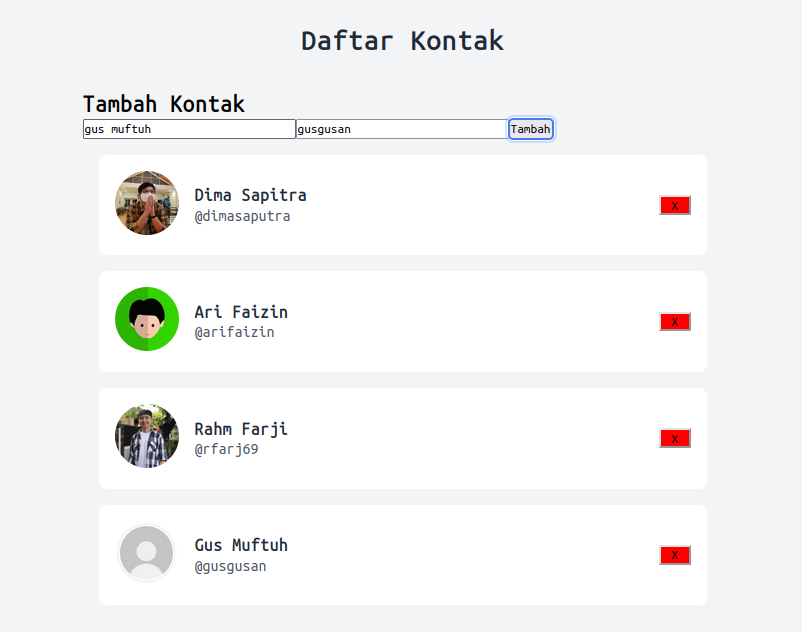 Daftar Kontak
Tambah Kontak
gus muftuh gusgusan Tambah
Dima Sapitra
@dimasaputra
X
Ari Faizin
@arifaizin
X
Rahm Farji
@rfarj69
X
Gus Muftuh
@gusgusan
X